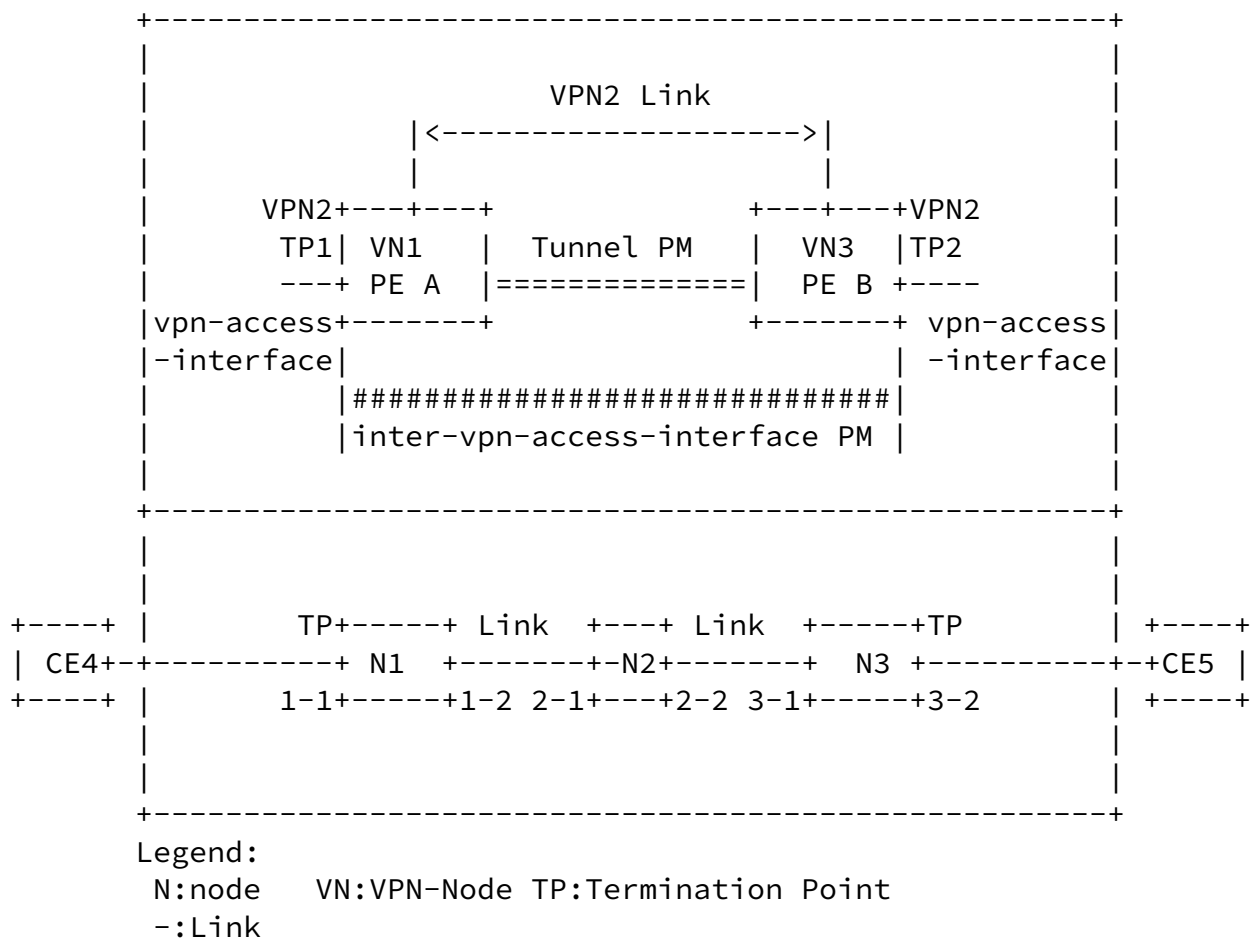 +-----------------------------------------------------+
|                                                     |
|                      VPN2 Link                      |
|              |<-------------------->|               |
|              |                      |               |
|      VPN2+---+---+              +---+---+VPN2       |
|       TP1| VN1   |  Tunnel PM   |  VN3  |TP2        |
|       ---+ PE A  |==============|  PE B +----       |
|vpn-access+-------+              +-------+ vpn-access|
|-interface|                              | -interface|
|          |##############################|           |
|          |inter-vpn-access-interface PM |           |
|                                                     |
+-----------------------------------------------------+
|                                                     |
|                                                     |
+----+ |        TP+-----+ Link  +---+ Link  +-----+TP        | +----+
| CE4+-+----------+ N1  +-------+-N2+-------+  N3 +----------+-+CE5 |
+----+ |       1-1+-----+1-2 2-1+---+2-2 3-1+-----+3-2       | +----+
|                                                     |
|                                                     |
+-----------------------------------------------------+
Legend:
N:node   VN:VPN-Node TP:Termination Point
-:Link